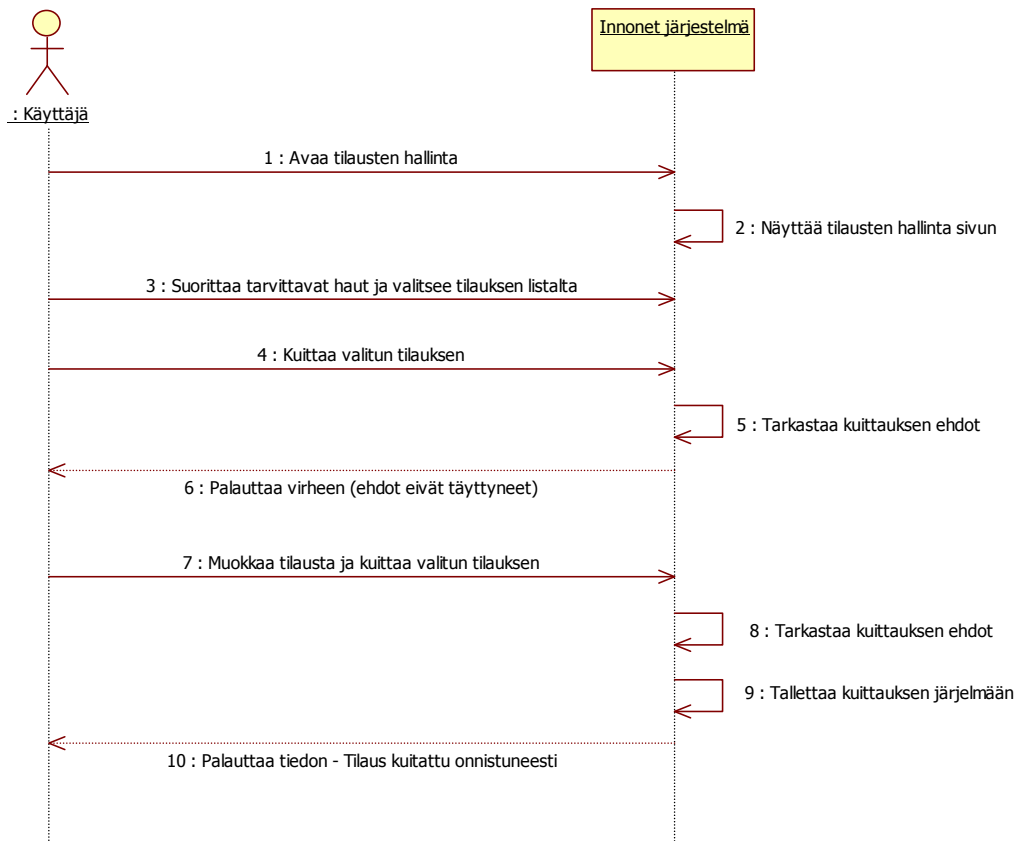 Innonet järjestelmä
: Käyttäjä
1 : Avaa tilausten hallinta
2 : Näyttää tilausten hallinta sivun
3 : Suorittaa tarvittavat haut ja valitsee tilauksen listalta
4 : Kuittaa valitun tilauksen
5 : Tarkastaa kuittauksen ehdot
6 : Palauttaa virheen (ehdot eivät täyttyneet)
7 : Muokkaa tilausta ja kuittaa valitun tilauksen
8 : Tarkastaa kuittauksen ehdot
9 : Tallettaa kuittauksen järjelmään
10 : Palauttaa tiedon - Tilaus kuitattu onnistuneesti